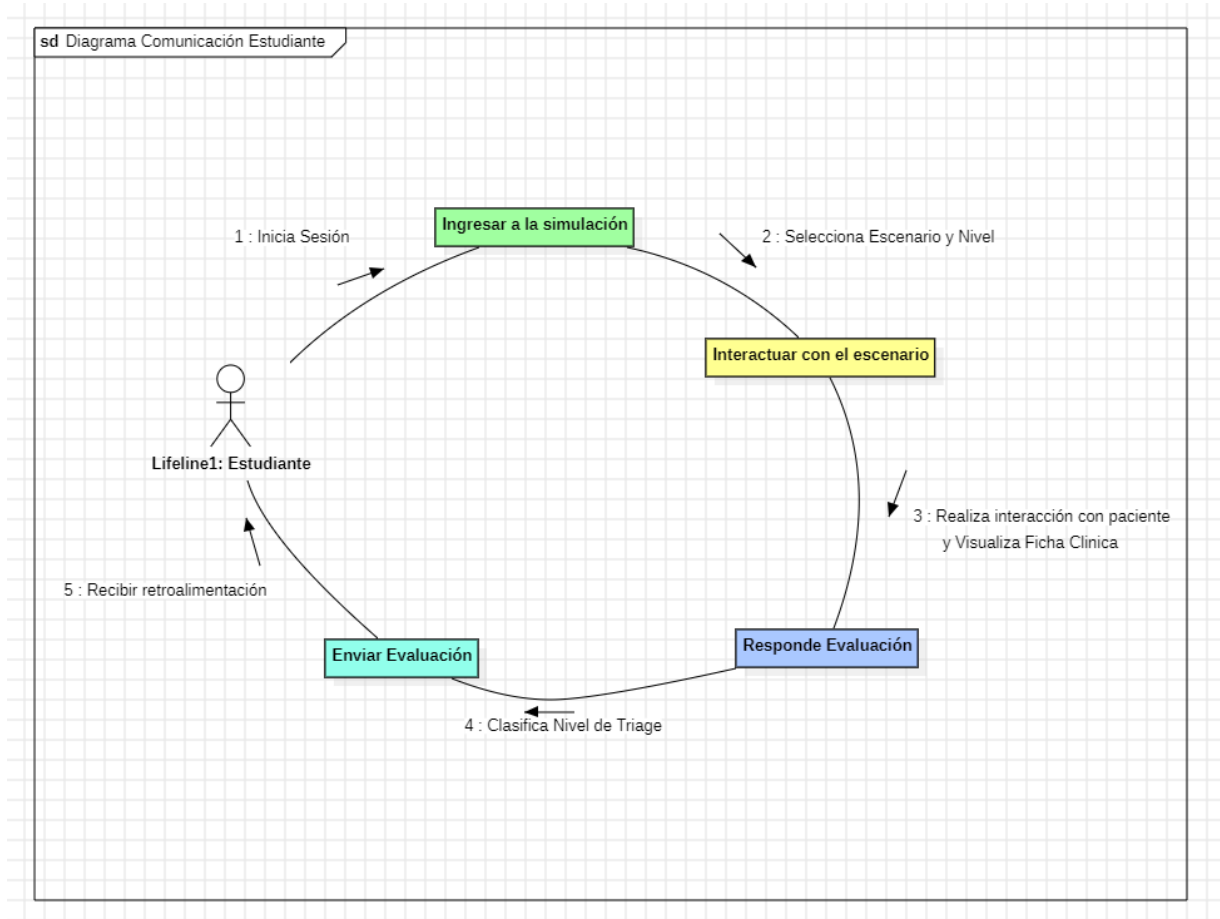 sd Diagrama Comunicación Estudiante
Ingresar a la simulación
1 : Inicia Sesión
2 : Selecciona Escenario y Nivel
Interactuar con el escenario
Lifeline1: Estudiante
3 : Realiza interacción con paciente
y Visualiza Ficha Clinica
5 : Recibir retroalimentación
Responde Evaluación
Enviar Evaluación
4 : Clasifica Nivel de Triage